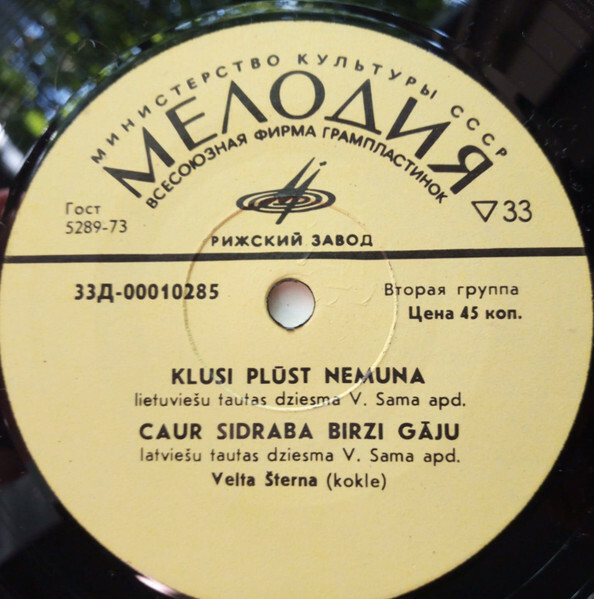 МИНИСТЕРСТВО КУЛЬТУРЫ СССР
МЕЛОДИЯ
ВСЕСОЮЗНАЯ ФИРМА ГРАМПЛАСТИНОК
Гост
5289-73
▽33
РИЖСКИЙ ЗАВОД
33Д-00010285
Вторая группа
Цена 45 коп.
KLUSI PLŪST NEMUNA
lietuviešu tautas dziesma V. Sama apd.
CAUR SIDRABA BIRZI GĀJU
latviešu tautas dziesma V. Sama apd.
Velta Šterna (kokle)